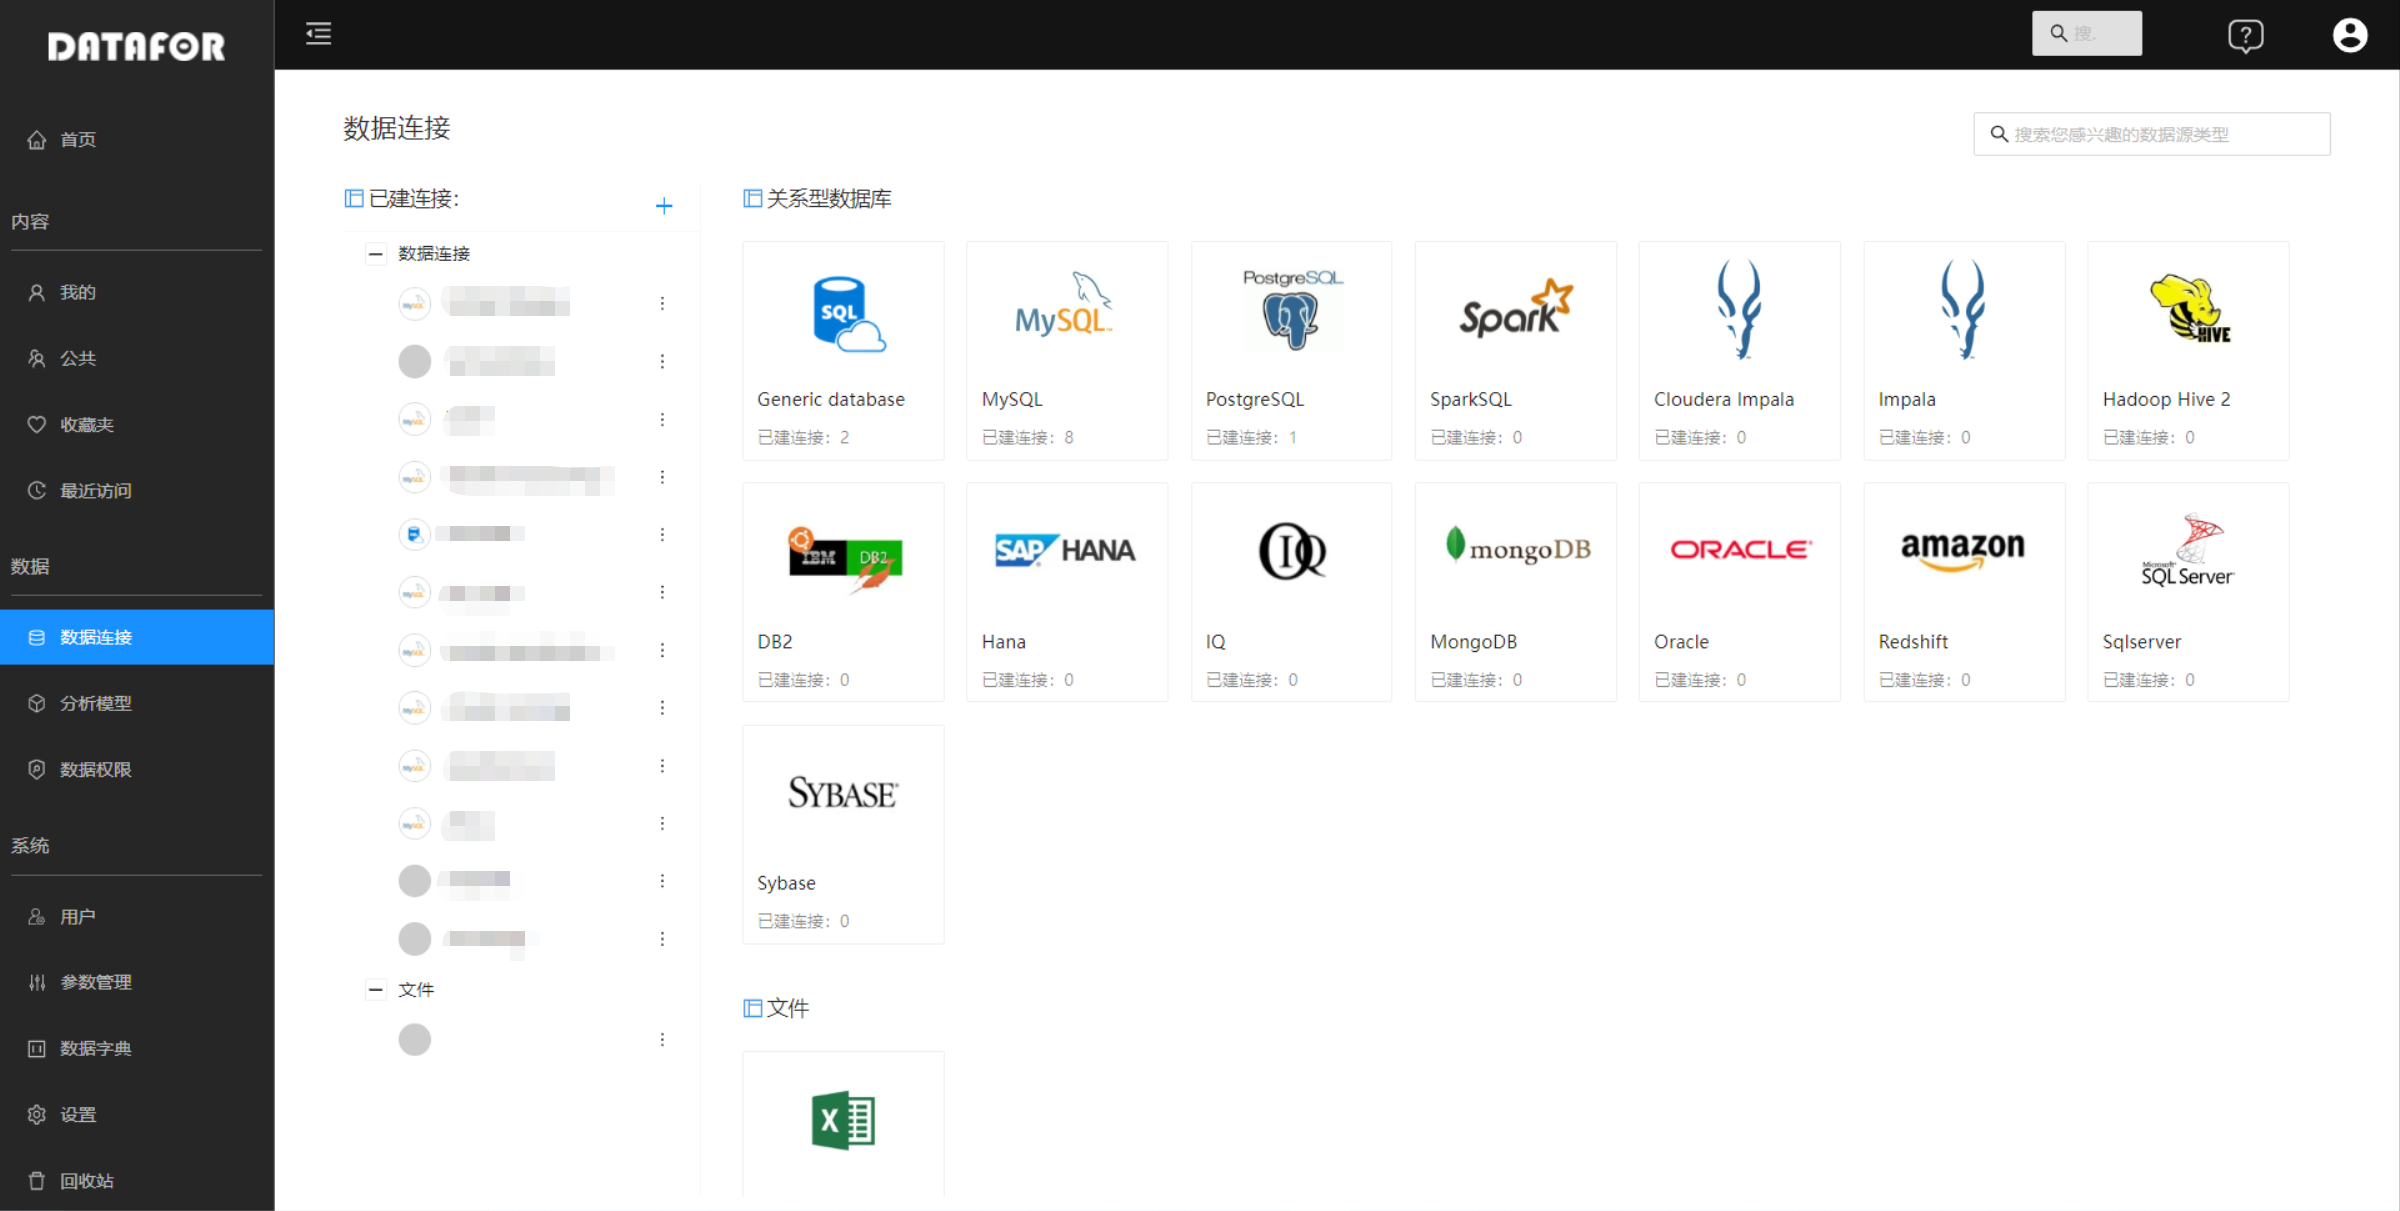 DATAFOR
搜.
首页
内容
我的
公共
收藏夹
最近访问
数据
数据连接
分析模型
数据权限
系统
用户
参数管理
数据字典
设置
回收站
数据连接
搜索您感兴趣的数据源类型
已建连接:
数据连接
文件
关系型数据库
SQL
Generic database
已建连接: 2
MySQL
MySQL
已建连接: 8
PostgreSQL
PostgreSQL
已建连接: 1
Spark
SparkSQL
已建连接: 0
Cloudera Impala
已建连接: 0
Impala
已建连接: 0
HIVE
Hadoop Hive 2
已建连接: 0
IBM DB2
DB2
已建连接: 0
SAP HANA
Hana
已建连接: 0
IQ
IQ
已建连接: 0
mongoDB
MongoDB
已建连接: 0
ORACLE
Oracle
已建连接: 0
amazon
Redshift
已建连接: 0
Microsoft
SQL Server
Sqlserver
已建连接: 0
SYBASE
Sybase
已建连接: 0
文件
X